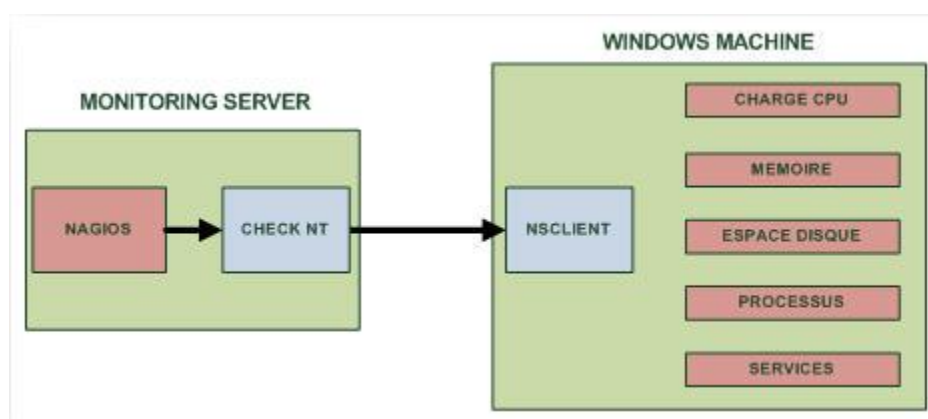 WINDOWS MACHINE
MONITORING SERVER
NAGIOS
CHECK NT
NSCLIENT
CHARGE CPU
MEMOIRE
ESPACE DISQUE
PROCESSUS
SERVICES